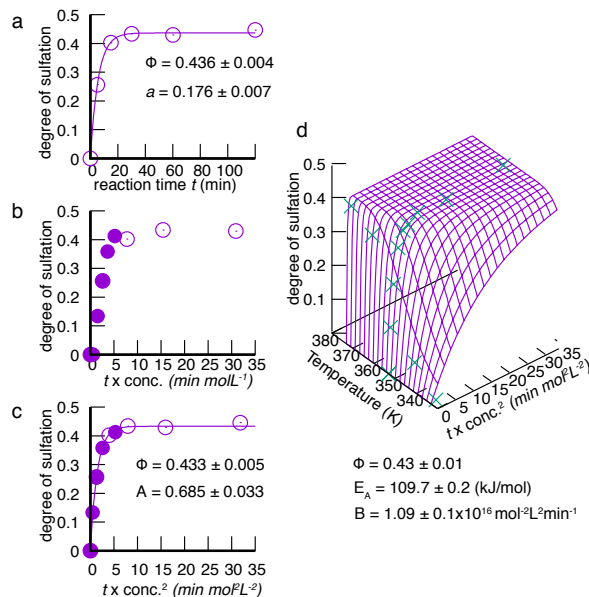 a
degree of sulfation
0.5
0.4
0.3
0.2
0.1
0
Φ = 0.436 ± 0.004
a = 0.176 ± 0.007
0 20 40 60 80 100 120
reaction time t (min)
b
degree of sulfation
0.5
0.4
0.3
0.2
0.1
0
0 5 10 15 20 25 30 35
t x conc. (min molL⁻¹)
c
degree of sulfation
0.5
0.4
0.3
0.2
0.1
0
Φ = 0.433 ± 0.005
A = 0.685 ± 0.033
0 5 10 15 20 25 30 35
t x conc.² (min mol²L⁻²)
d
degree of sulfation
0.5
0.4
0.3
0.2
0.1
380
370
360
350
340
Temperature (K)
0 5 10 15 20 25 30 35
t x conc.² (min mol²L⁻²)
Φ = 0.43 ± 0.01
E_A = 109.7 ± 0.2 (kJ/mol)
B = 1.09 ± 0.1x10¹⁶ mol⁻²L²min⁻¹